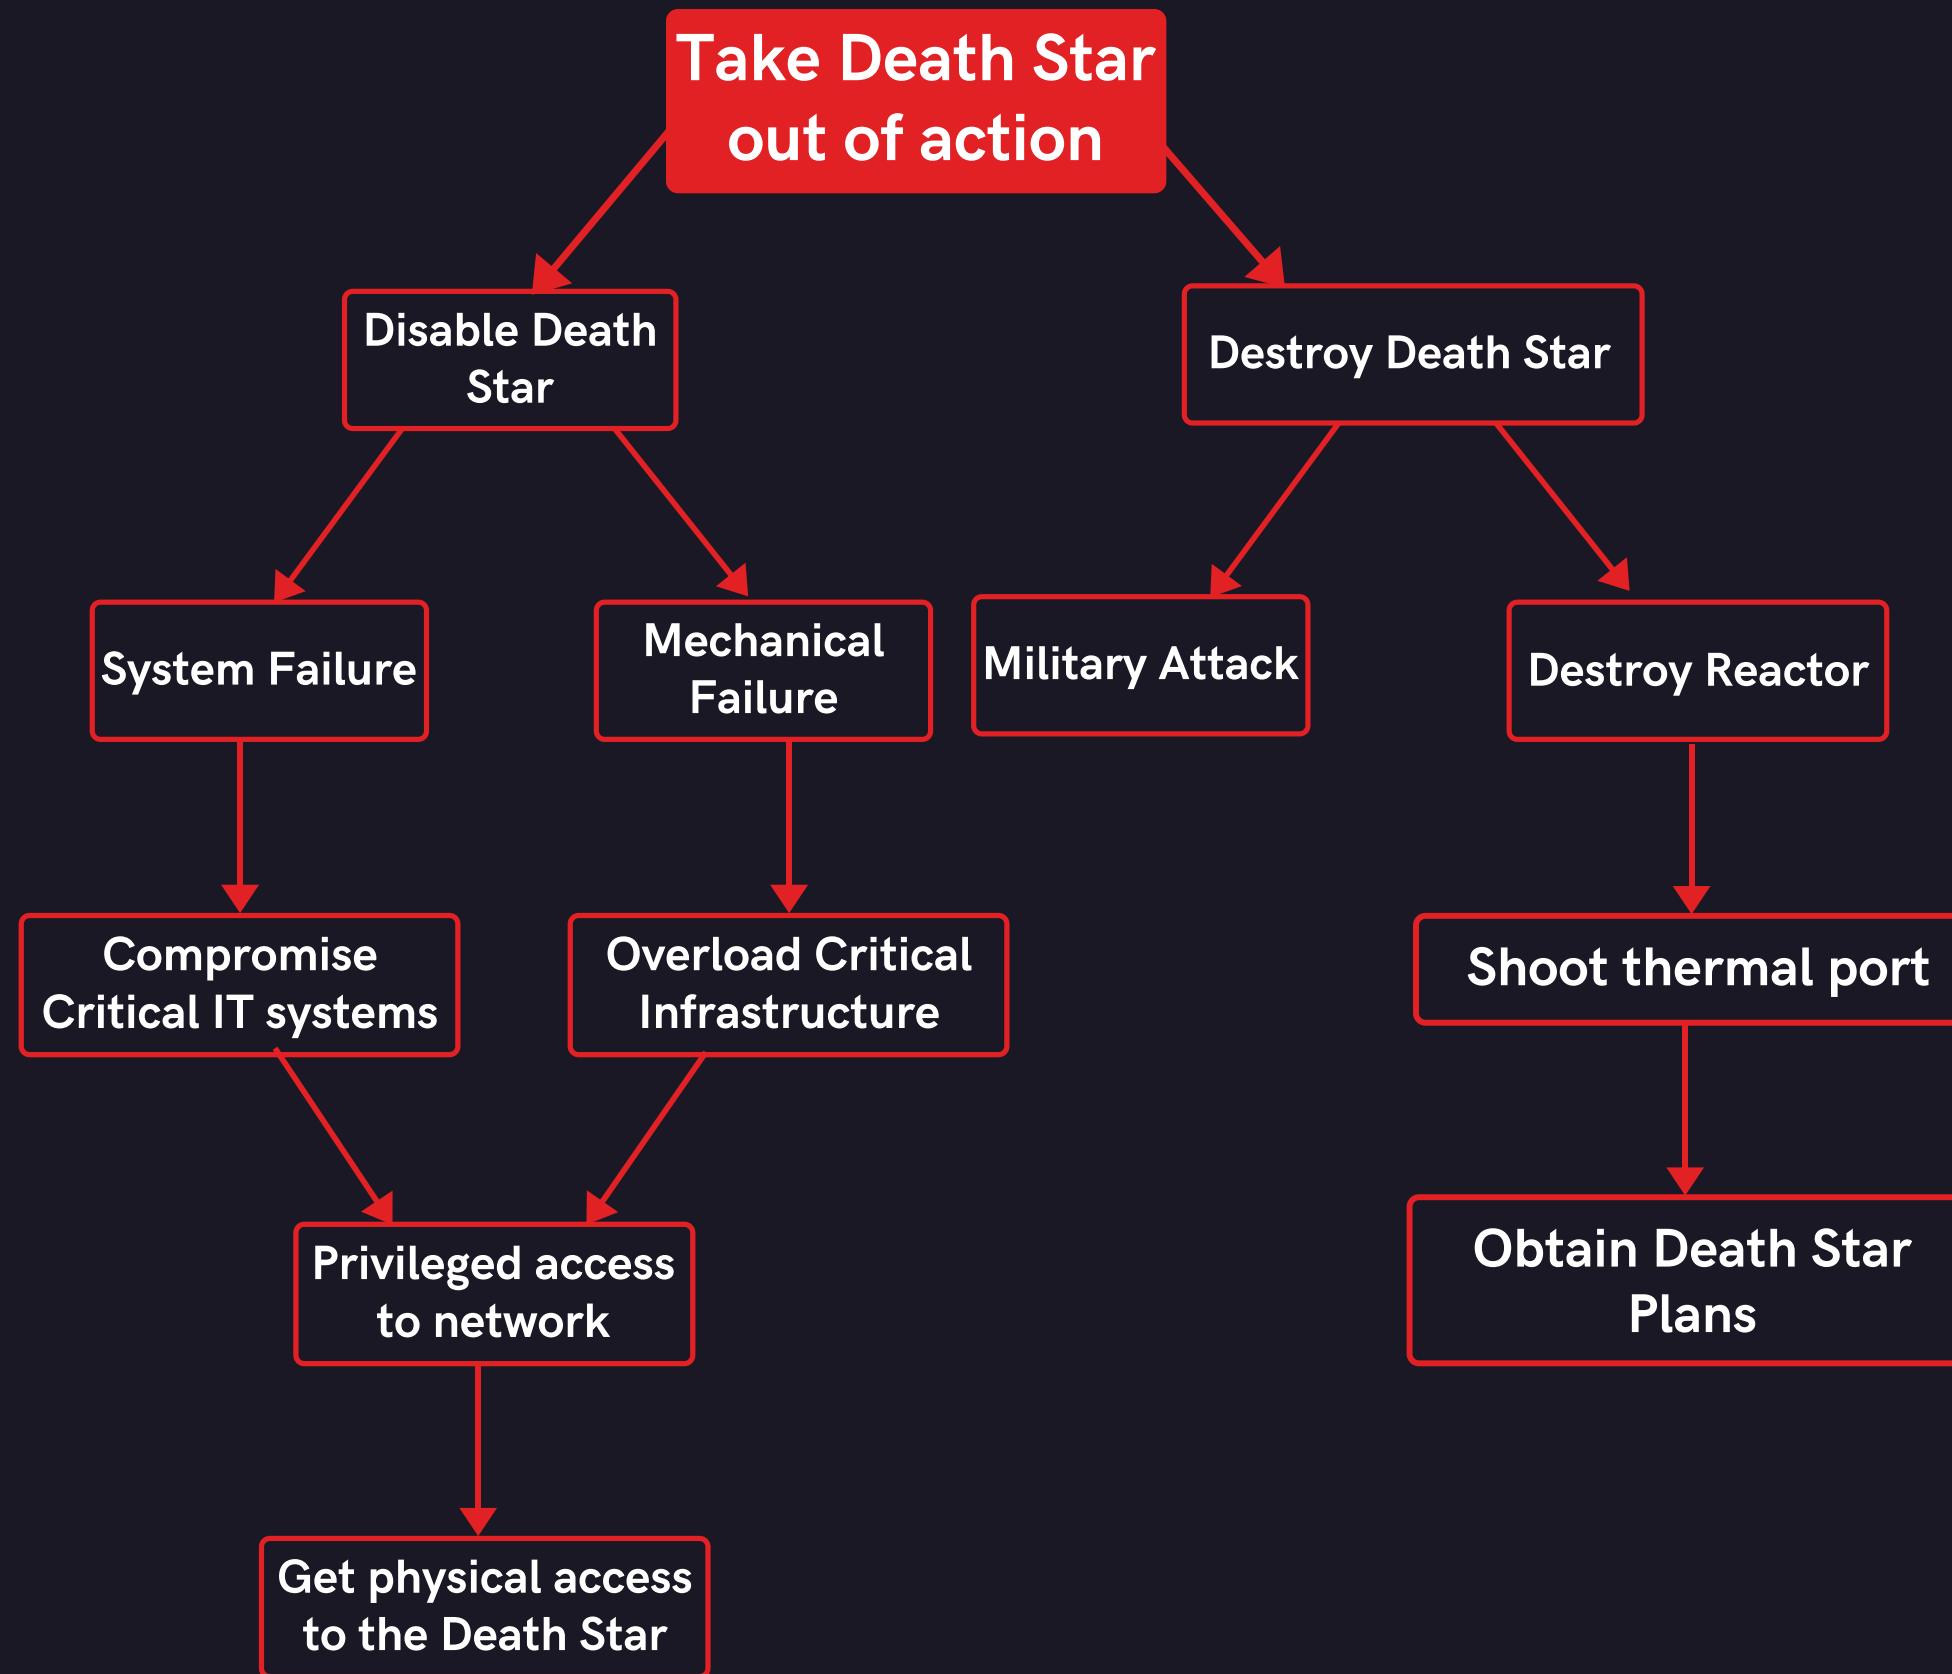 Take Death Star
out of action
Disable Death
Star
Destroy Death Star
System Failure
Mechanical
Failure
Military Attack
Destroy Reactor
Compromise
Critical IT systems
Overload Critical
Infrastructure
Shoot thermal port
Privileged access
to network
Obtain Death Star
Plans
Get physical access
to the Death Star